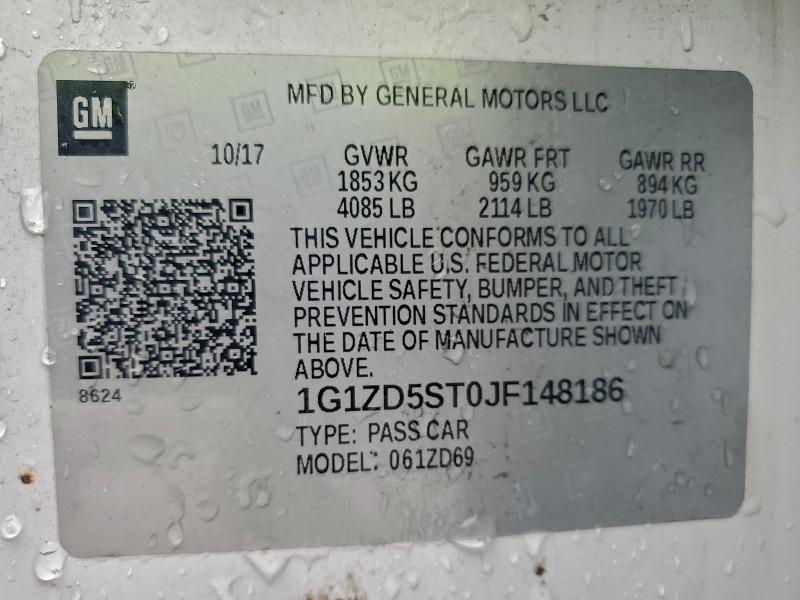 GM
MFD BY GENERAL MOTORS LLC
10/17 GVWR GAWR FRT GAWR RR
1853 KG 959 KG 894 KG
4085 LB 2114 LB 1970 LB
THIS VEHICLE CONFORMS TO ALL
APPLICABLE U.S. FEDERAL MOTOR
VEHICLE SAFETY, BUMPER, AND THEFT
PREVENTION STANDARDS IN EFFECT ON
THE DATE OF MANUFACTURE SHOWN
ABOVE.
8624
1G1ZD5ST0JF148186
TYPE: PASS CAR
MODEL: 061ZD69